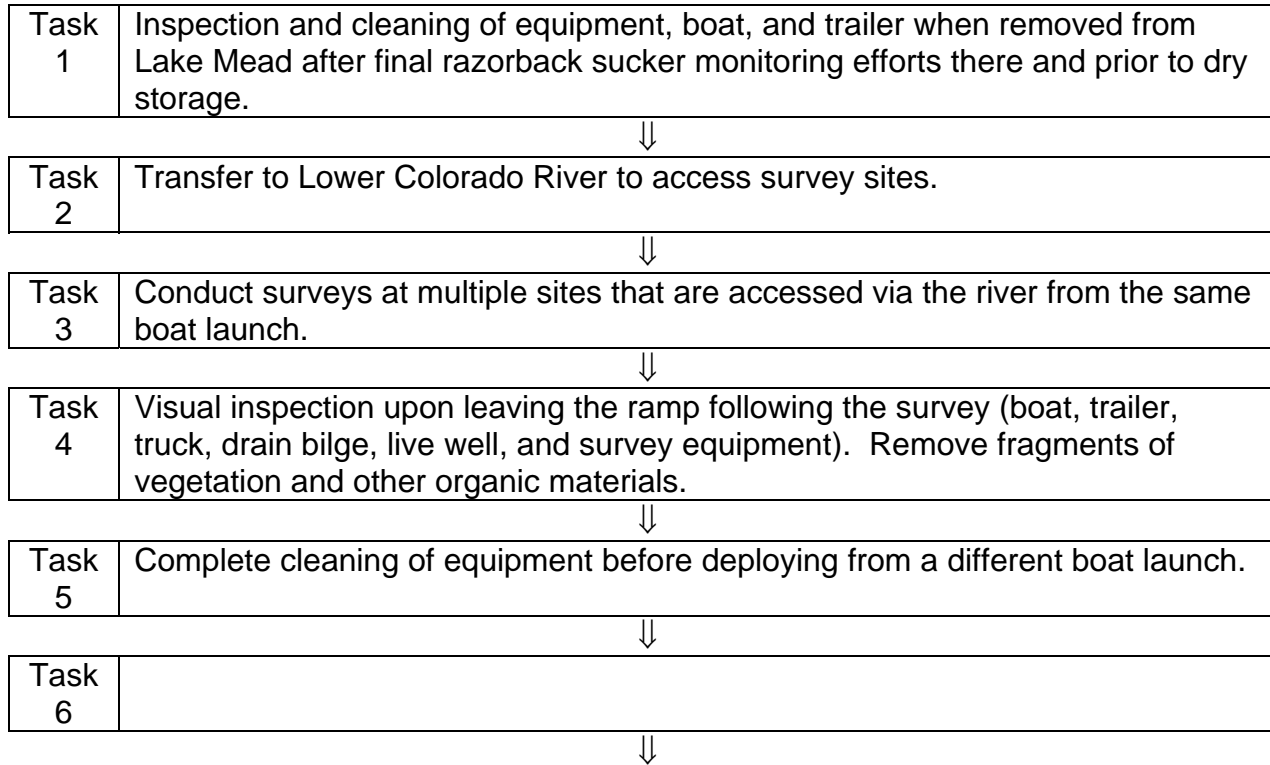 Task 1 Inspection and cleaning of equipment, boat, and trailer when removed from
Lake Mead after final razorback sucker monitoring efforts there and prior to dry
storage.
⇓
Task 2 Transfer to Lower Colorado River to access survey sites.
⇓
Task 3 Conduct surveys at multiple sites that are accessed via the river from the same
boat launch.
⇓
Task 4 Visual inspection upon leaving the ramp following the survey (boat, trailer,
truck, drain bilge, live well, and survey equipment).  Remove fragments of
vegetation and other organic materials.
⇓
Task 5 Complete cleaning of equipment before deploying from a different boat launch.
⇓
Task 6
⇓